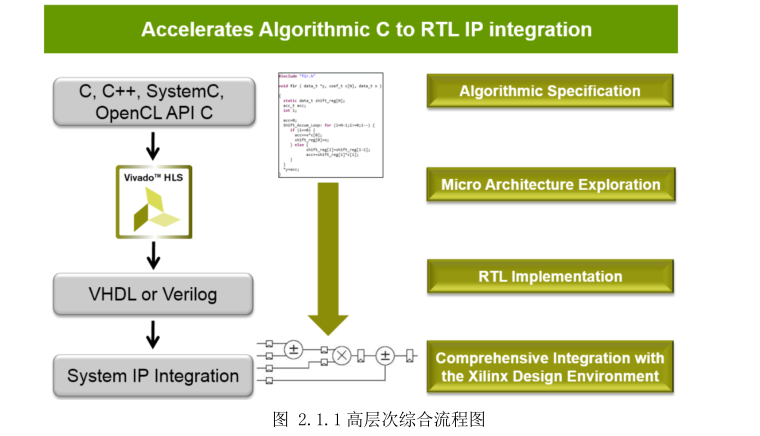 Accelerates Algorithmic C to RTL IP integration
C, C++, SystemC,
OpenCL API C
Vivado™ HLS
VHDL or Verilog
System IP Integration
#include "fir.h"
void fir ( data_t *y, coef_t c[N], data_t x )
{
static data_t shift_reg[N];
acc_t acc;
int i;
acc=0;
Shift_Accum_Loop: for (i=N-1;i>=0;i--) {
if (i==0) {
acc+=x*c[0];
shift_reg[0]=x;
} else {
shift_reg[i]=shift_reg[i-1];
acc+=shift_reg[i]*c[i];
}
}
*y=acc;
}
±
×
±
Algorithmic Specification
Micro Architecture Exploration
RTL Implementation
Comprehensive Integration with
the Xilinx Design Environment
图 2.1.1高层次综合流程图